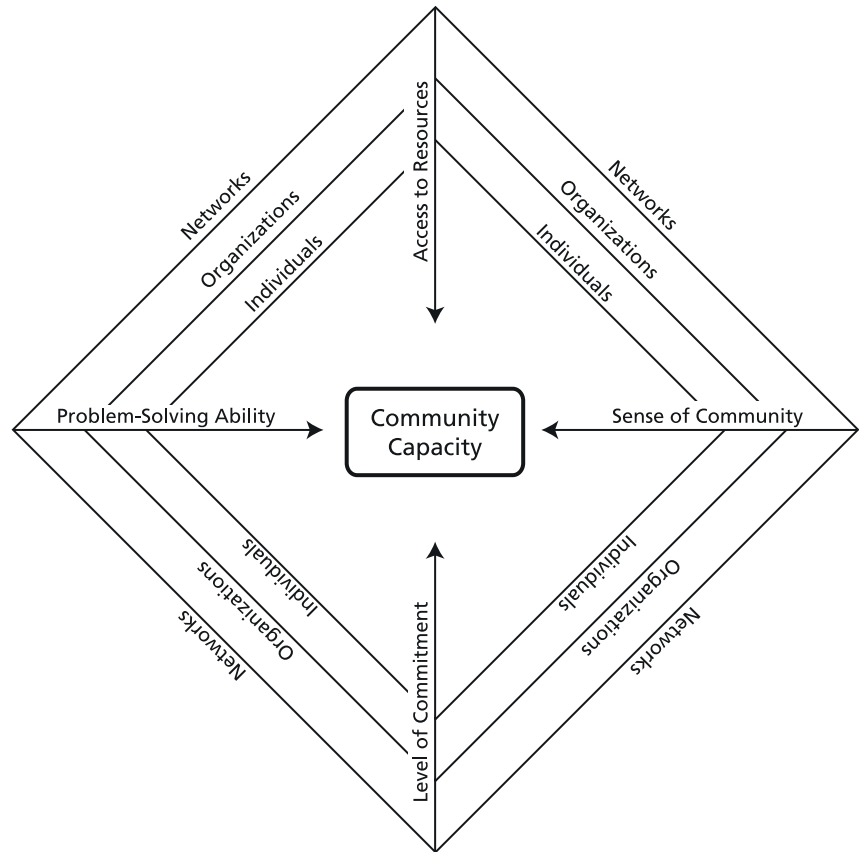 Networks
Organizations
Individuals
Access to Resources
Networks
Organizations
Individuals
Problem-Solving Ability
Community
Capacity
Sense of Community
Individuals
Organizations
Networks
Level of Commitment
Individuals
Organizations
Networks